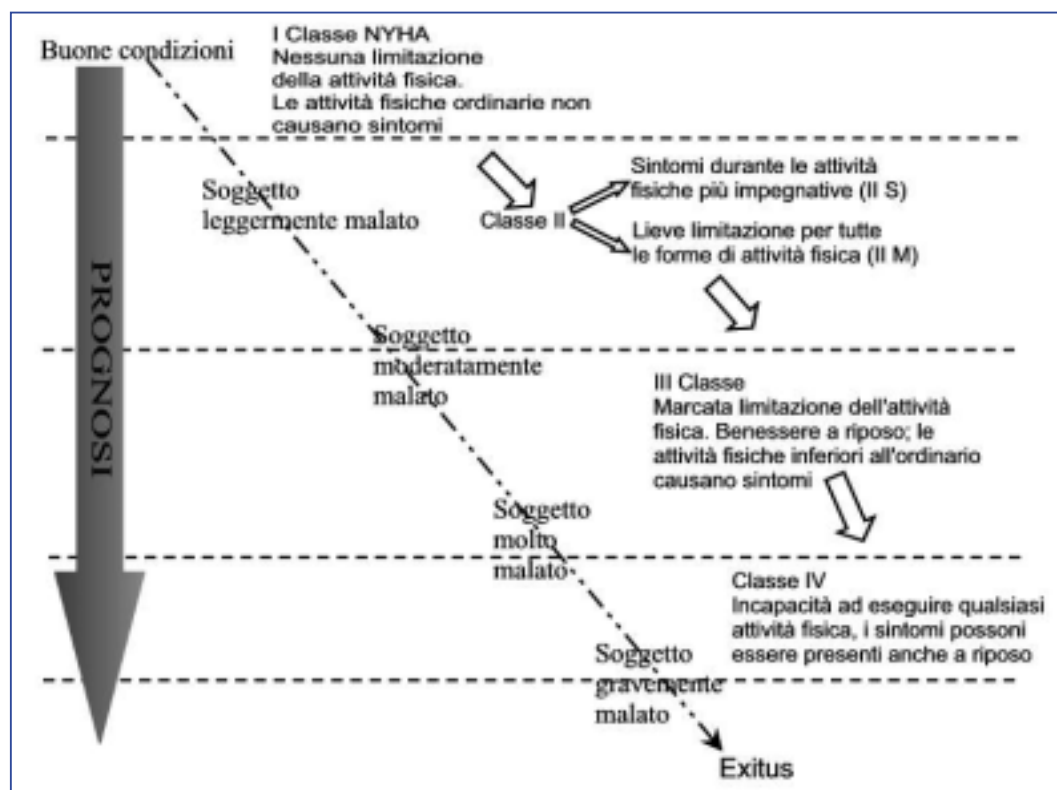 Buone condizioni
I Classe NYHA
Nessuna limitazione
della attività fisica.
Le attività fisiche ordinarie non
causano sintomi
Soggetto
leggermente malato
Classe II
Sintomi durante le attività
fisiche più impegnative (II S)
Lieve limitazione per tutte
le forme di attività fisica (II M)
PROGNOSI
Soggetto
moderatamente
malato
III Classe
Marcata limitazione dell'attività
fisica. Benessere a riposo; le
attività fisiche inferiori all'ordinario
causano sintomi
Soggetto
molto
malato
Classe IV
Incapacità ad eseguire qualsiasi
attività fisica, i sintomi possoni
essere presenti anche a riposo
Soggetto
gravemente
malato
Exitus